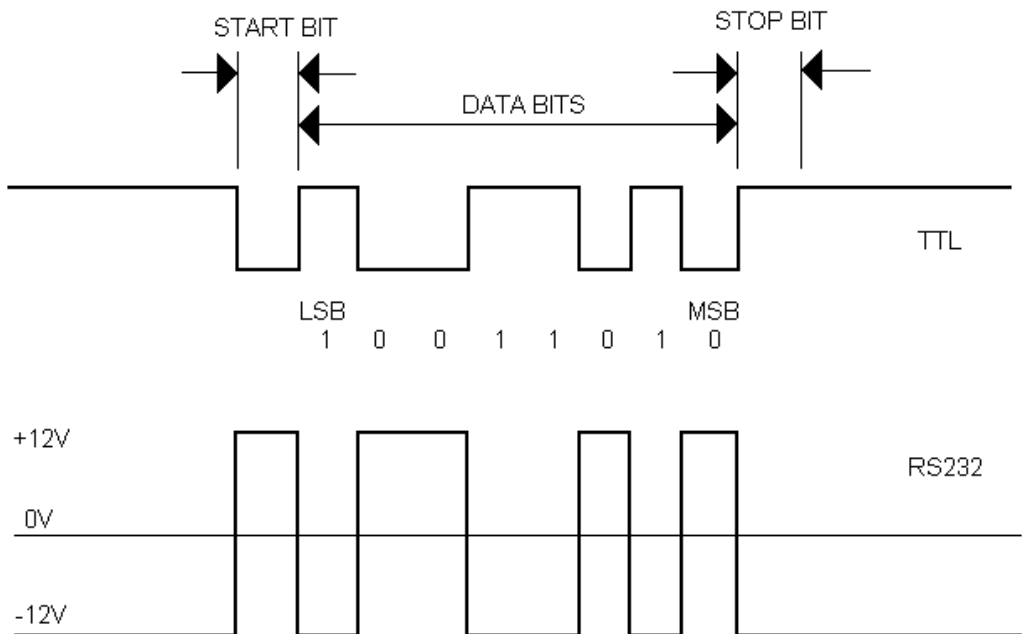 START BIT
STOP BIT
DATA BITS
TTL
LSB MSB
1 0 0 1 1 0 1 0
+12V
RS232
0V
-12V